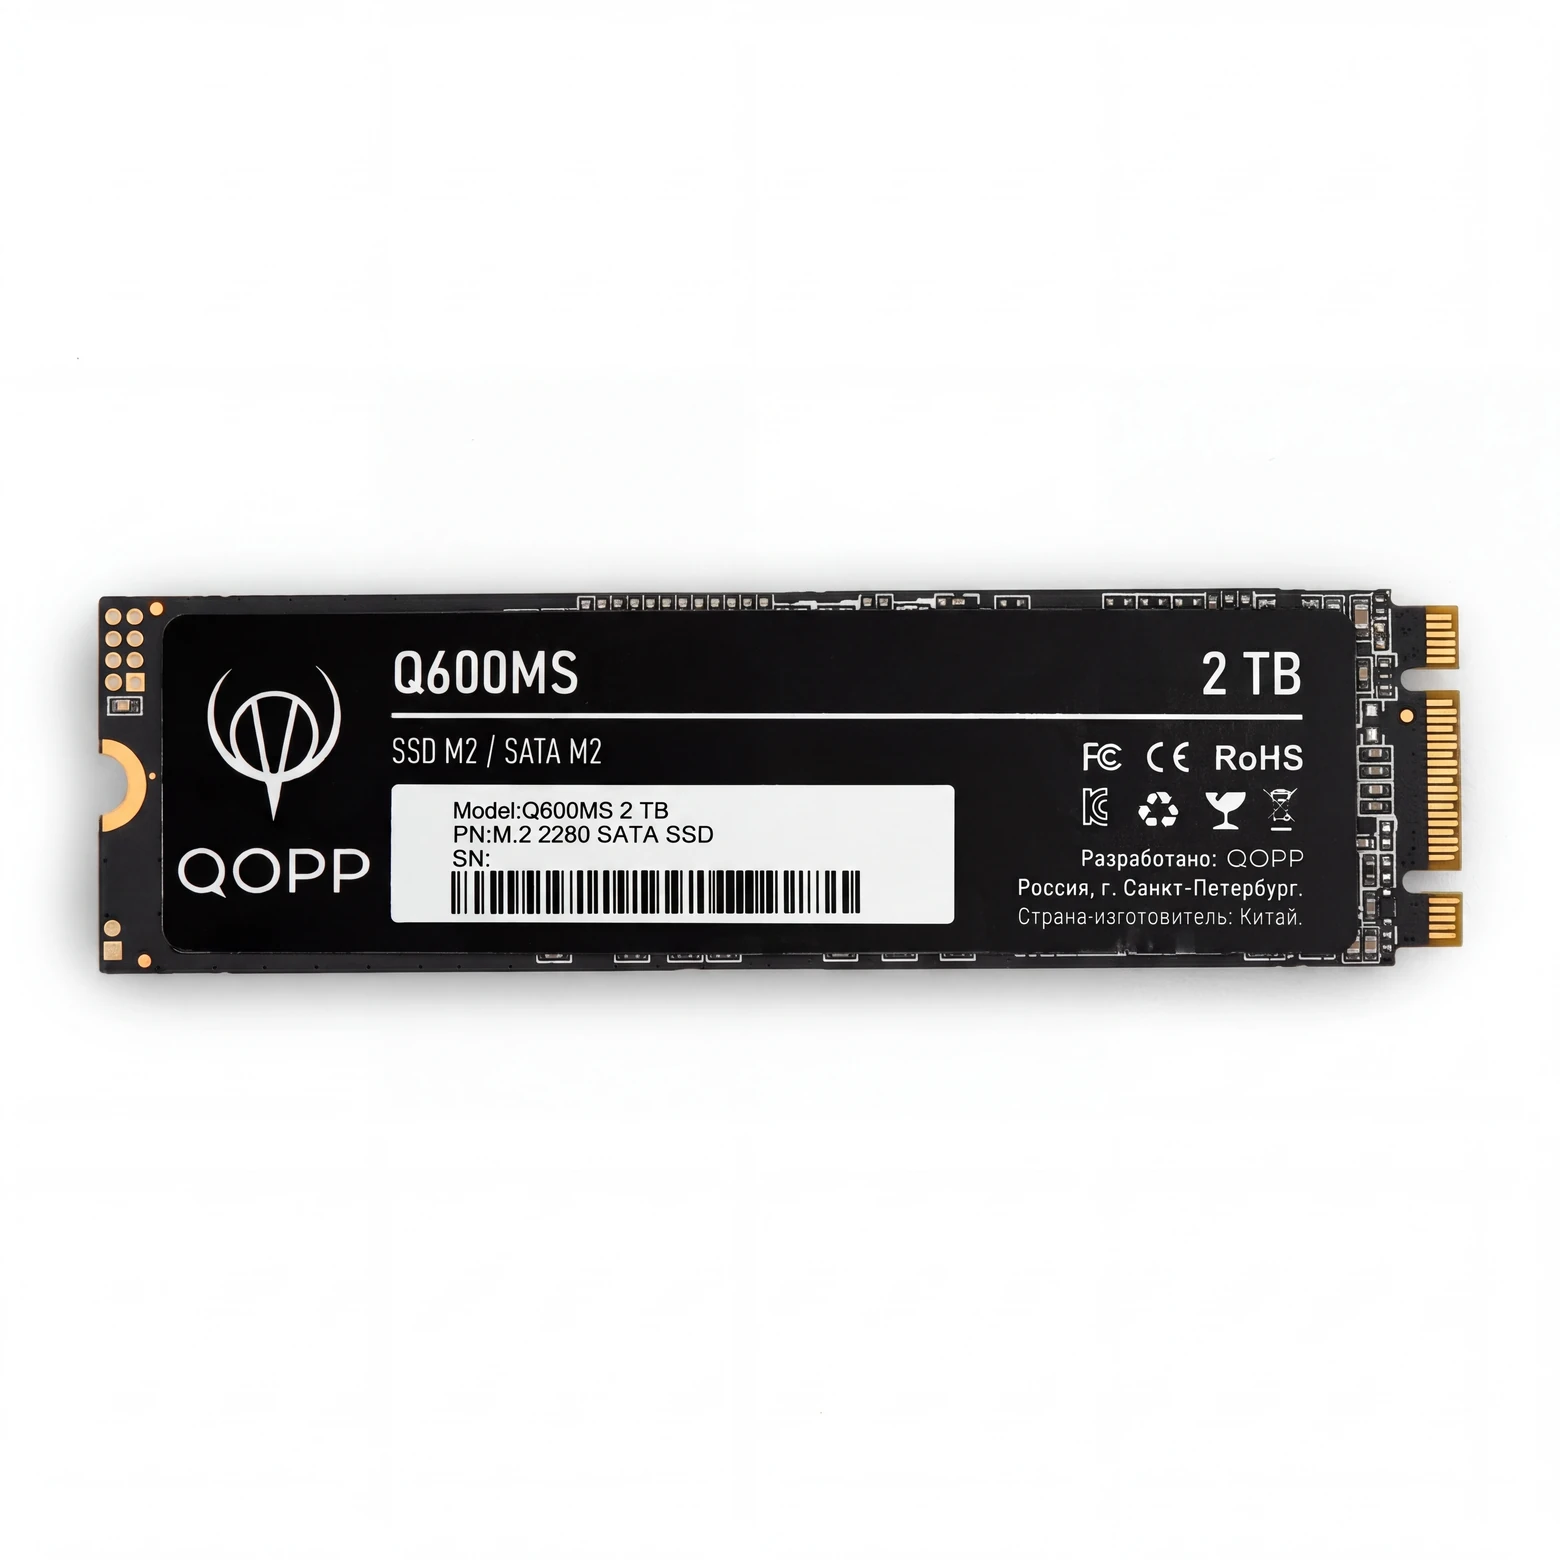 Q600MS
2 TB
SSD M2 / SATA M2
Model:Q600MS 2 TB
PN:M.2 2280 SATA SSD
SN:
QOPP
FC CE RoHS
Разработано: QOPP
Россия, г. Санкт-Петербург.
Страна-изготовитель: Китай.